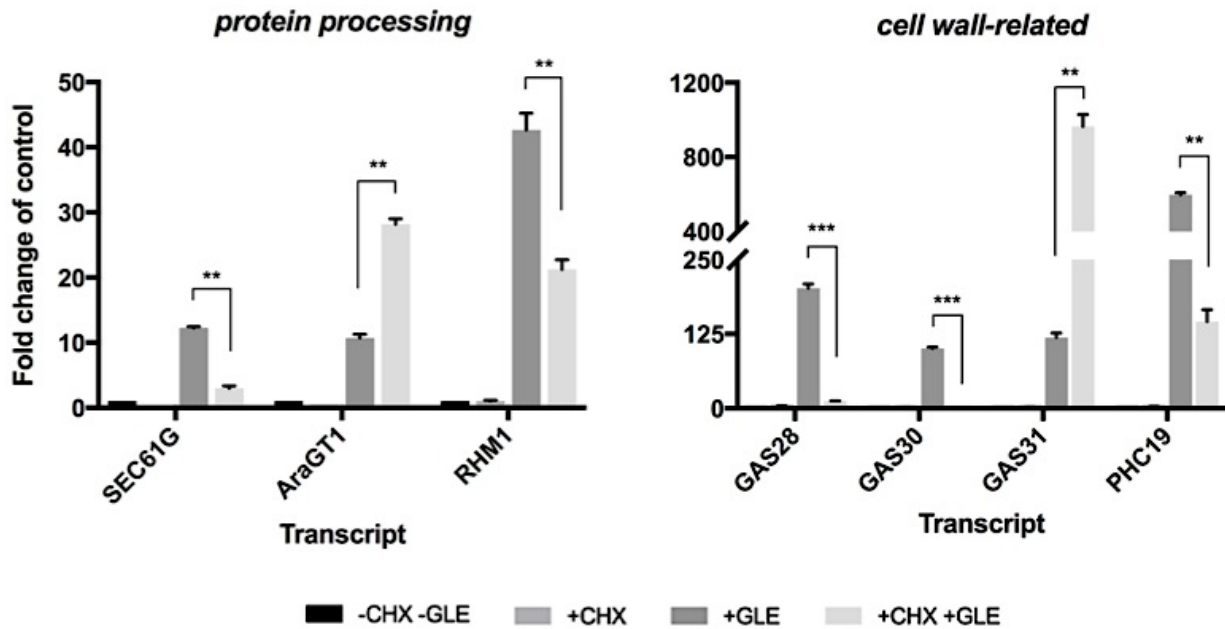 protein processing
Fold change of control
50
40
30
20
10
0
**
**
**
SEC61G
AraGT1
RHM1
Transcript
cell wall-related
1200
800
400
250
125
0
***
***
**
**
GAS28
GAS30
GAS31
PHC19
Transcript
-CHX -GLE
+CHX
+GLE
+CHX +GLE